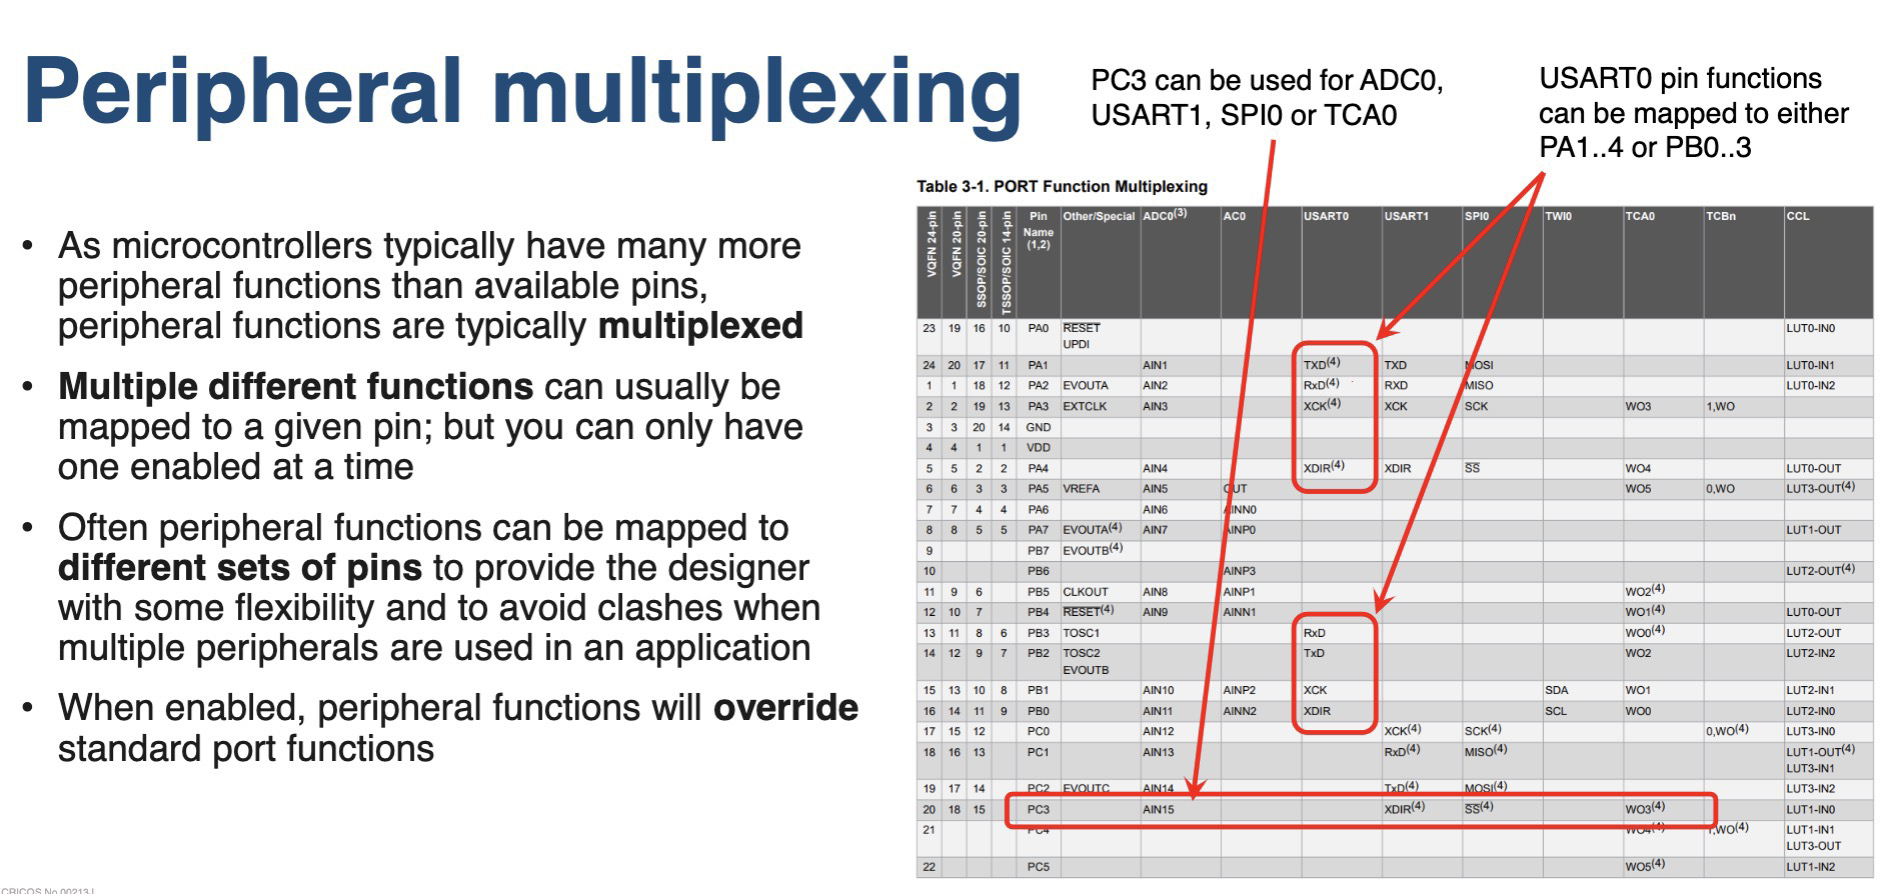 Peripheral multiplexing
• As microcontrollers typically have many more
peripheral functions than available pins,
peripheral functions are typically multiplexed
• Multiple different functions can usually be
mapped to a given pin; but you can only have
one enabled at a time
• Often peripheral functions can be mapped to
different sets of pins to provide the designer
with some flexibility and to avoid clashes when
multiple peripherals are used in an application
• When enabled, peripheral functions will override
standard port functions
PC3 can be used for ADC0,
USART1, SPI0 or TCA0
USART0 pin functions
can be mapped to either
PA1..4 or PB0..3
Table 3-1. PORT Function Multiplexing
VQFN 24-pin VQFN 20-pin SSOP/SOIC 20-pin TSSOP/SOIC 14-pin Pin Name (1,2) Other/Special ADC0(3) AC0 USART0 USART1 SPI0 TWI0 TCA0 TCBn CCL
23 19 16 10 PA0 RESET LUT0-IN0
UPDI
24 20 17 11 PA1 AIN1 TXD(4) TXD MOSI LUT0-IN1
1 1 18 12 PA2 EVOUTA AIN2 RxD(4) RXD MISO LUT0-IN2
2 2 19 13 PA3 EXTCLK AIN3 XCK(4) XCK SCK WO3 1,WO
3 3 20 14 GND
4 4 1 1 VDD
5 5 2 2 PA4 AIN4 XDIR(4) XDIR SS WO4 LUT0-OUT
6 6 3 3 PA5 VREFA AIN5 OUT WO5 0,WO LUT3-OUT(4)
7 7 4 4 PA6 AIN6 AINN0
8 8 5 5 PA7 EVOUTA(4) AIN7 AINP0 LUT1-OUT
9 PB7 EVOUTB(4)
10 PB6 AINP3 LUT2-OUT(4)
11 9 6 PB5 CLKOUT AIN8 AINP1 WO2(4)
12 10 7 PB4 RESET(4) AIN9 AINN1 WO1(4) LUT0-OUT
13 11 8 6 PB3 TOSC1 RxD WO0(4) LUT2-OUT
14 12 9 7 PB2 TOSC2 TxD WO2 LUT2-IN2
EVOUTB
15 13 10 8 PB1 AIN10 AINP2 XCK SDA WO1 LUT2-IN1
16 14 11 9 PB0 AIN11 AINN2 XDIR SCL WO0 LUT2-IN0
17 15 12 PC0 AIN12 XCK(4) SCK(4) 0,WO(4) LUT3-IN0
18 16 13 PC1 AIN13 RxD(4) MISO(4) LUT1-OUT(4)
LUT3-IN1
19 17 14 PC2 EVOUTC AIN14 TxD(4) MOSI(4) LUT3-IN2
20 18 15 PC3 AIN15 XDIR(4) SS(4) WO3(4) LUT1-IN0
21 PC4 WO4(4) 1,WO(4) LUT1-IN1
LUT3-OUT
22 PC5 WO5(4) LUT1-IN2
CRICOS No 00213J